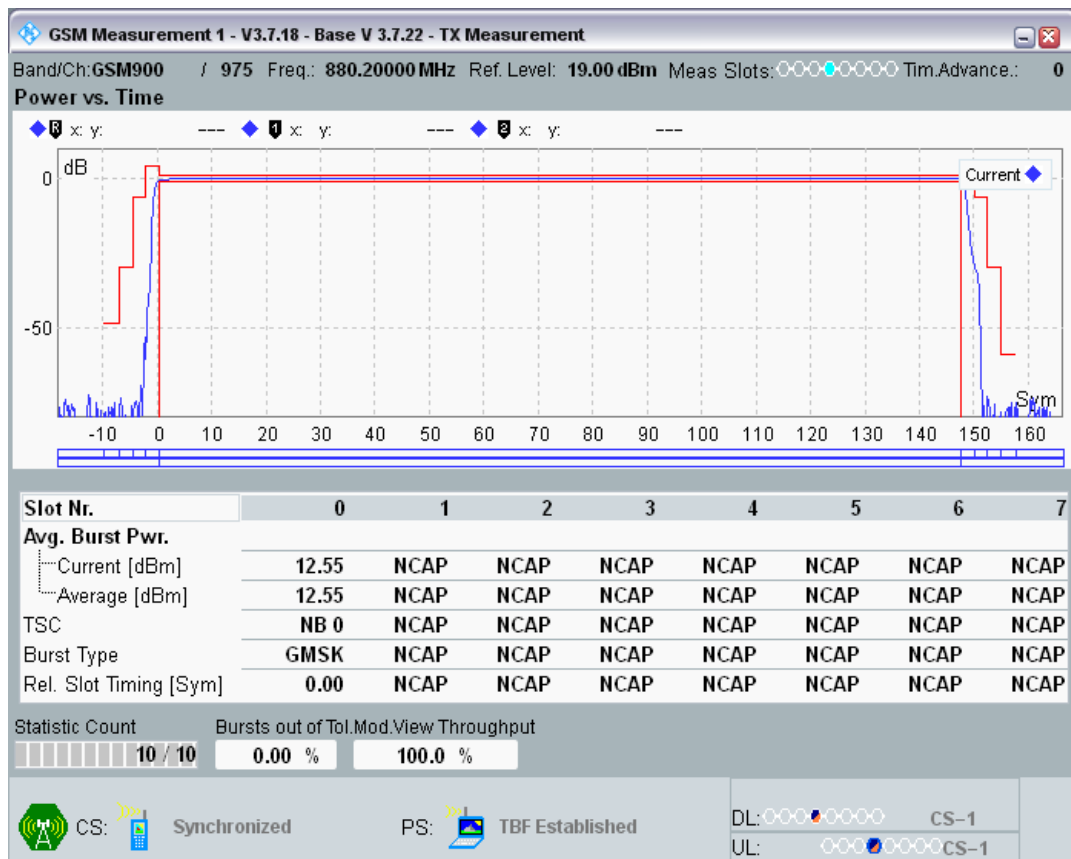 GSM Measurement 1 - V3.7.18 - Base V 3.7.22 - TX Measurement
Band/Ch:GSM900 / 975 Freq.: 880.20000 MHz Ref. Level: 19.00 dBm Meas Slots: Tim.Advance.: 0
Power vs. Time
R x: y: --- 1 x: y: --- 2 x: y: ---
dB
Current
0
-50
Sym
-10 0 10 20 30 40 50 60 70 80 90 100 110 120 130 140 150 160
Slot Nr. 0 1 2 3 4 5 6 7
Avg. Burst Pwr.
Current [dBm] 12.55 NCAP NCAP NCAP NCAP NCAP NCAP NCAP
Average [dBm] 12.55 NCAP NCAP NCAP NCAP NCAP NCAP NCAP
TSC NB 0 NCAP NCAP NCAP NCAP NCAP NCAP NCAP
Burst Type GMSK NCAP NCAP NCAP NCAP NCAP NCAP NCAP
Rel. Slot Timing [Sym] 0.00 NCAP NCAP NCAP NCAP NCAP NCAP NCAP
Statistic Count Bursts out of Tol. Mod.View Throughput
10 / 10 0.00 % 100.0 %
CS: Synchronized PS: TBF Established DL: CS-1
UL: CS-1